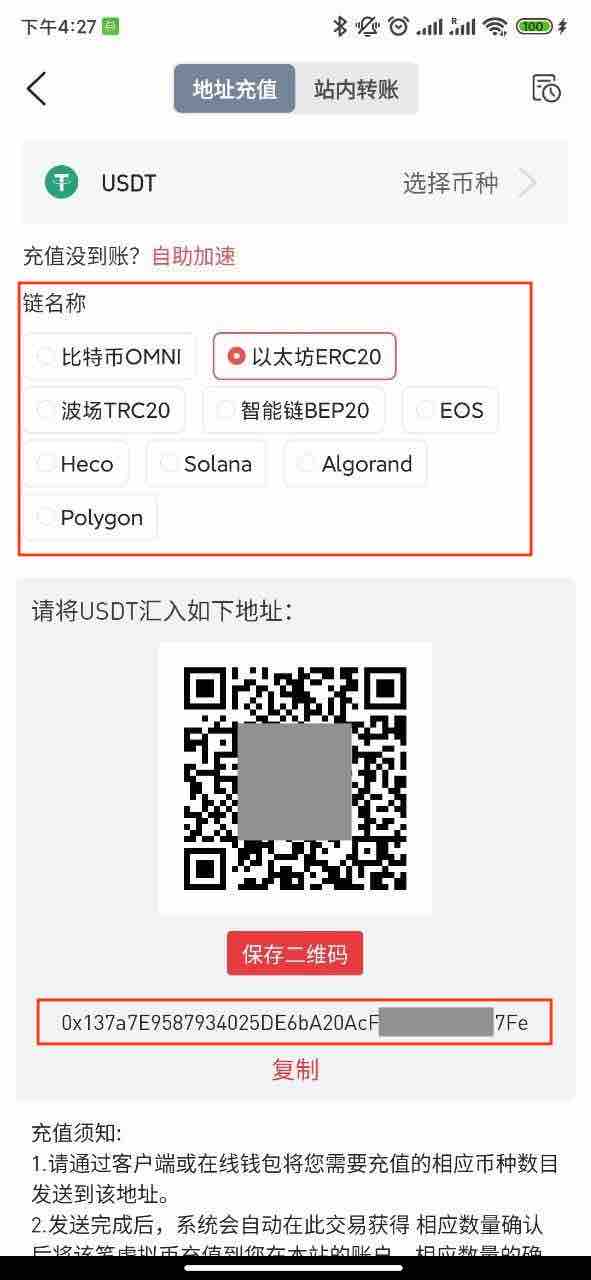 下午4:27
100
地址充值 站内转账
USDT 选择币种
充值没到账？自助加速
链名称
比特币OMNI 以太坊ERC20
波场TRC20 智能链BEP20 EOS
Heco Solana Algorand
Polygon
请将USDT汇入如下地址：
保存二维码
0x137a7E9587934025DE6bA20AcF 7Fe
复制
充值须知:
1.请通过客户端或在线钱包将您需要充值的相应币种数目
发送到该地址。
2.发送完成后，系统会自动在此交易获得 相应数量确认
后将该笔虚拟币充值到您在本站的账户，相应数量的确